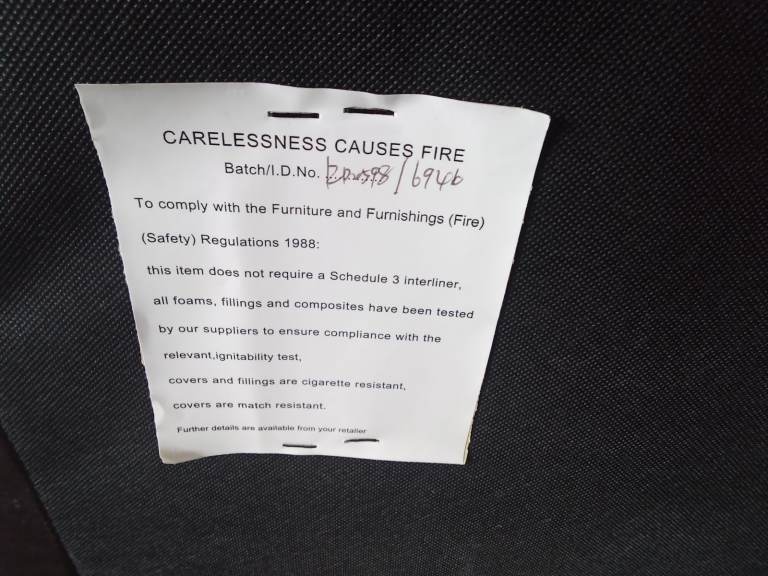 CARELESSNESS CAUSES FIRE
Batch/I.D.No. /6946
To comply with the Furniture and Furnishings (Fire)
(Safety) Regulations 1988:
this item does not require a Schedule 3 interliner,
all foams, fillings and composites have been tested
by our suppliers to ensure compliance with the
relevant,ignitability test,
covers and fillings are cigarette resistant,
covers are match resistant.
Further details are available from your retailer